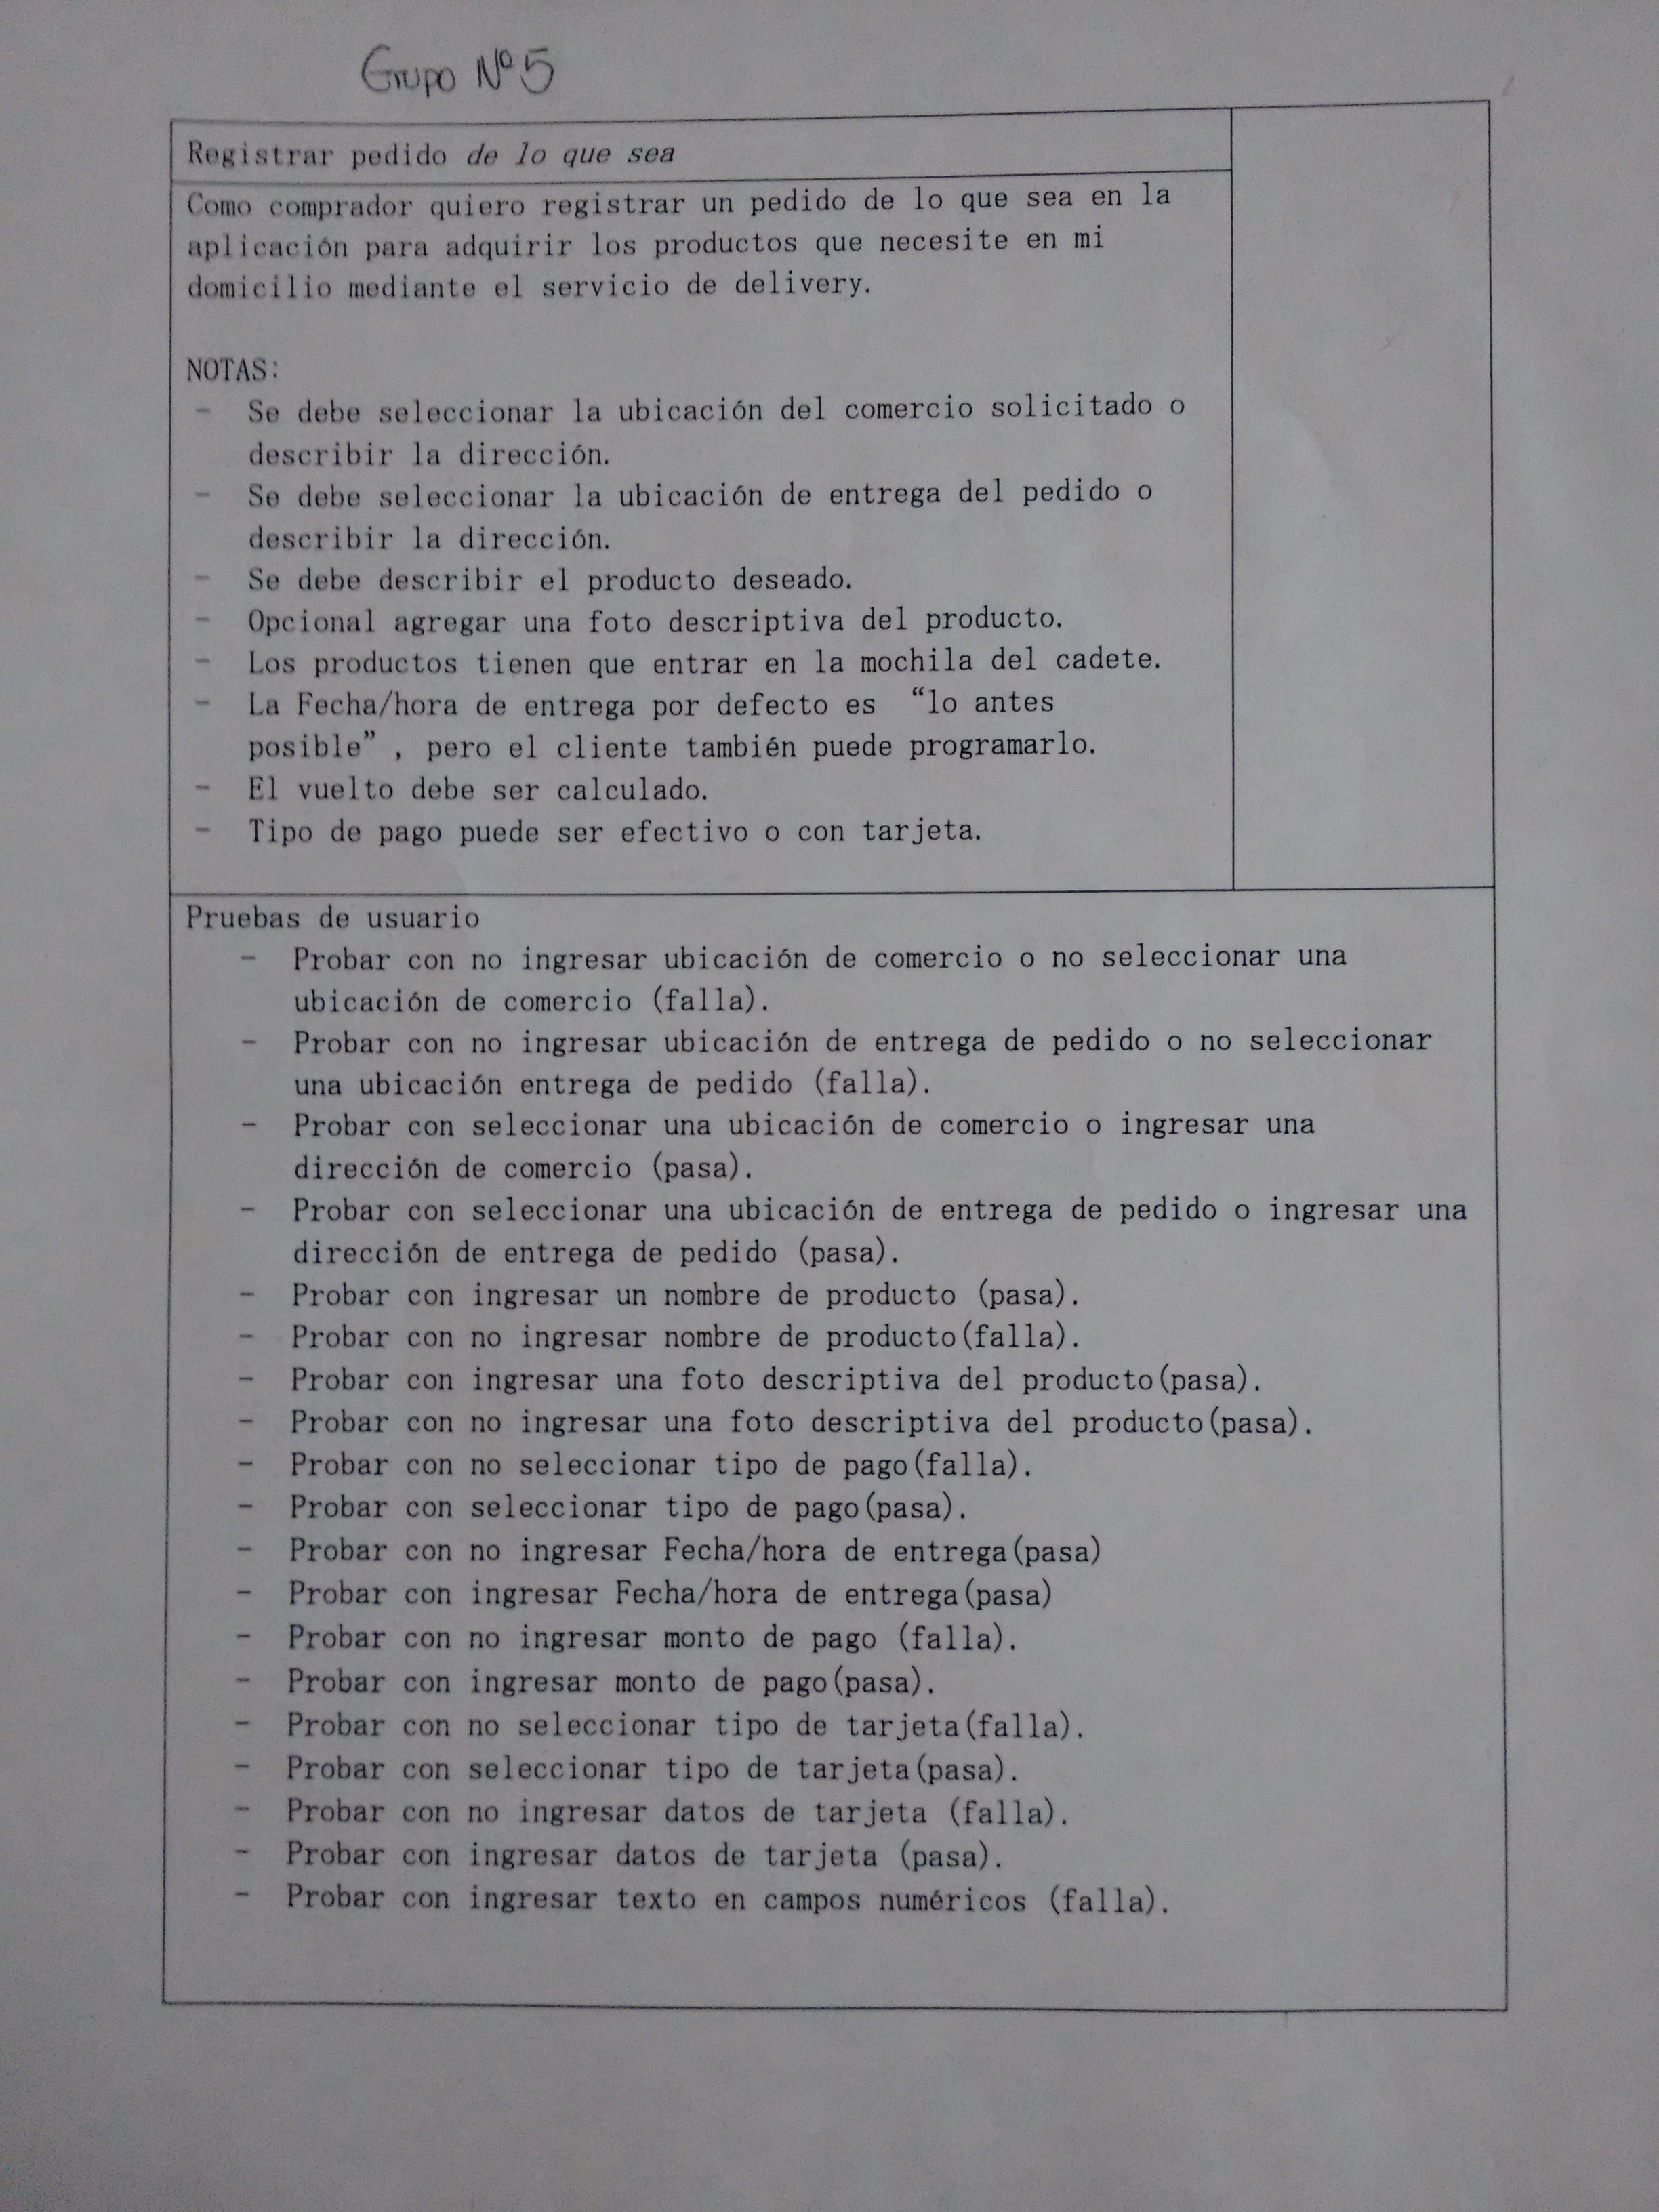 Grupo Nº5
Registrar pedido de lo que sea
Como comprador quiero registrar un pedido de lo que sea en la
aplicación para adquirir los productos que necesite en mi
domicilio mediante el servicio de delivery.
NOTAS:
- Se debe seleccionar la ubicación del comercio solicitado o
describir la dirección.
- Se debe seleccionar la ubicación de entrega del pedido o
describir la dirección.
- Se debe describir el producto deseado.
- Opcional agregar una foto descriptiva del producto.
- Los productos tienen que entrar en la mochila del cadete.
- La Fecha/hora de entrega por defecto es “lo antes
posible”, pero el cliente también puede programarlo.
- El vuelto debe ser calculado.
- Tipo de pago puede ser efectivo o con tarjeta.
Pruebas de usuario
- Probar con no ingresar ubicación de comercio o no seleccionar una
ubicación de comercio (falla).
- Probar con no ingresar ubicación de entrega de pedido o no seleccionar
una ubicación entrega de pedido (falla).
- Probar con seleccionar una ubicación de comercio o ingresar una
dirección de comercio (pasa).
- Probar con seleccionar una ubicación de entrega de pedido o ingresar una
dirección de entrega de pedido (pasa).
- Probar con ingresar un nombre de producto (pasa).
- Probar con no ingresar nombre de producto(falla).
- Probar con ingresar una foto descriptiva del producto(pasa).
- Probar con no ingresar una foto descriptiva del producto(pasa).
- Probar con no seleccionar tipo de pago(falla).
- Probar con seleccionar tipo de pago(pasa).
- Probar con no ingresar Fecha/hora de entrega(pasa)
- Probar con ingresar Fecha/hora de entrega(pasa)
- Probar con no ingresar monto de pago (falla).
- Probar con ingresar monto de pago(pasa).
- Probar con no seleccionar tipo de tarjeta(falla).
- Probar con seleccionar tipo de tarjeta(pasa).
- Probar con no ingresar datos de tarjeta (falla).
- Probar con ingresar datos de tarjeta (pasa).
- Probar con ingresar texto en campos numéricos (falla).